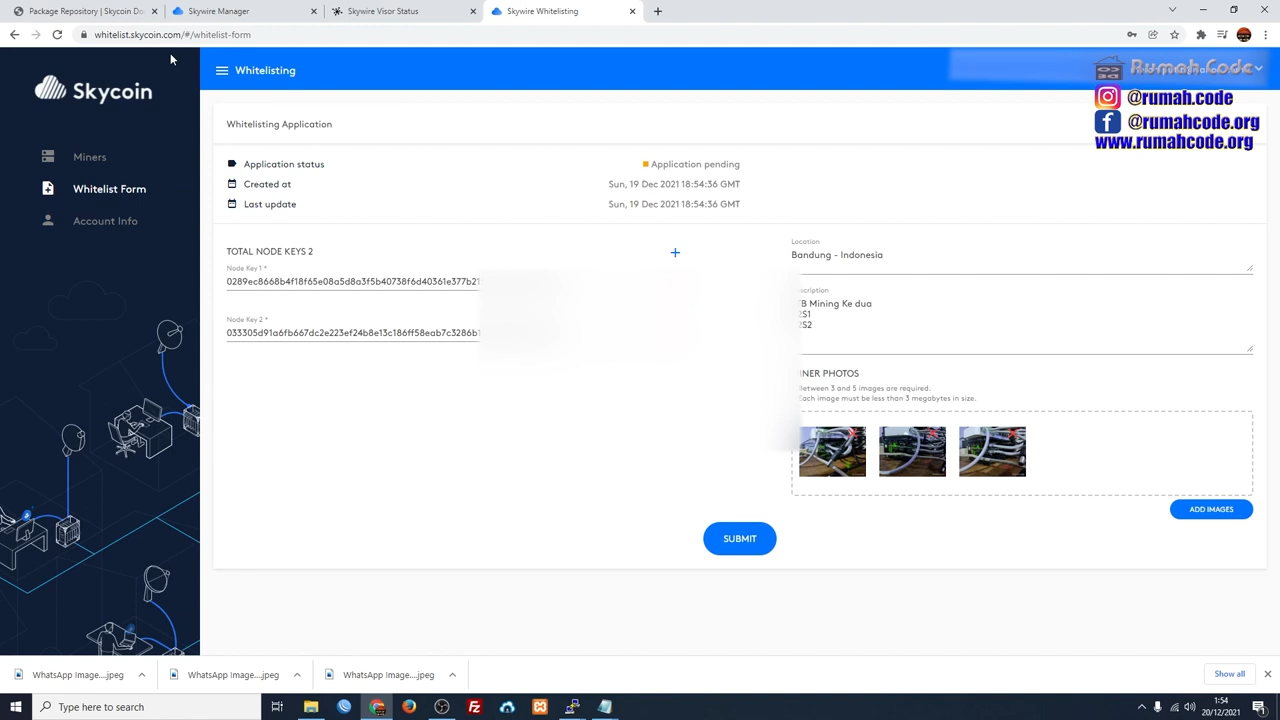 Package Repository | Skycoin Do
Skywire Manager
Skywire Visor Status
Skywire Whitelisting
whitelist.skycoin.com/#/whitelist-form
Skycoin
Whitelisting
Rumah Code
@rumah.code
@rumahcode.org
www.rumahcode.org
Miners
Whitelist Form
Account Info
Whitelisting Application
Application status
Application pending
Created at
Sun, 19 Dec 2021 18:54:36 GMT
Last update
Sun, 19 Dec 2021 18:54:36 GMT
TOTAL NODE KEYS 2
Node Key 1 *
0289ec8668b4f18f65e08a5d8a3f5b40738f6d40361e377b21
Node Key 2 *
033305d91a6fb667dc2e223ef24b8e13c186ff58eab7c3286b1
Location
Bandung - Indonesia
scription
B Mining Ke dua
2S1
2S2
INER PHOTOS
Between 3 and 5 images are required.
Each image must be less than 3 megabytes in size.
ADD IMAGES
SUBMIT
WhatsApp Image....jpeg
WhatsApp Image....jpeg
WhatsApp Image....jpeg
Show all
Type here to search
1:54
20/12/2021